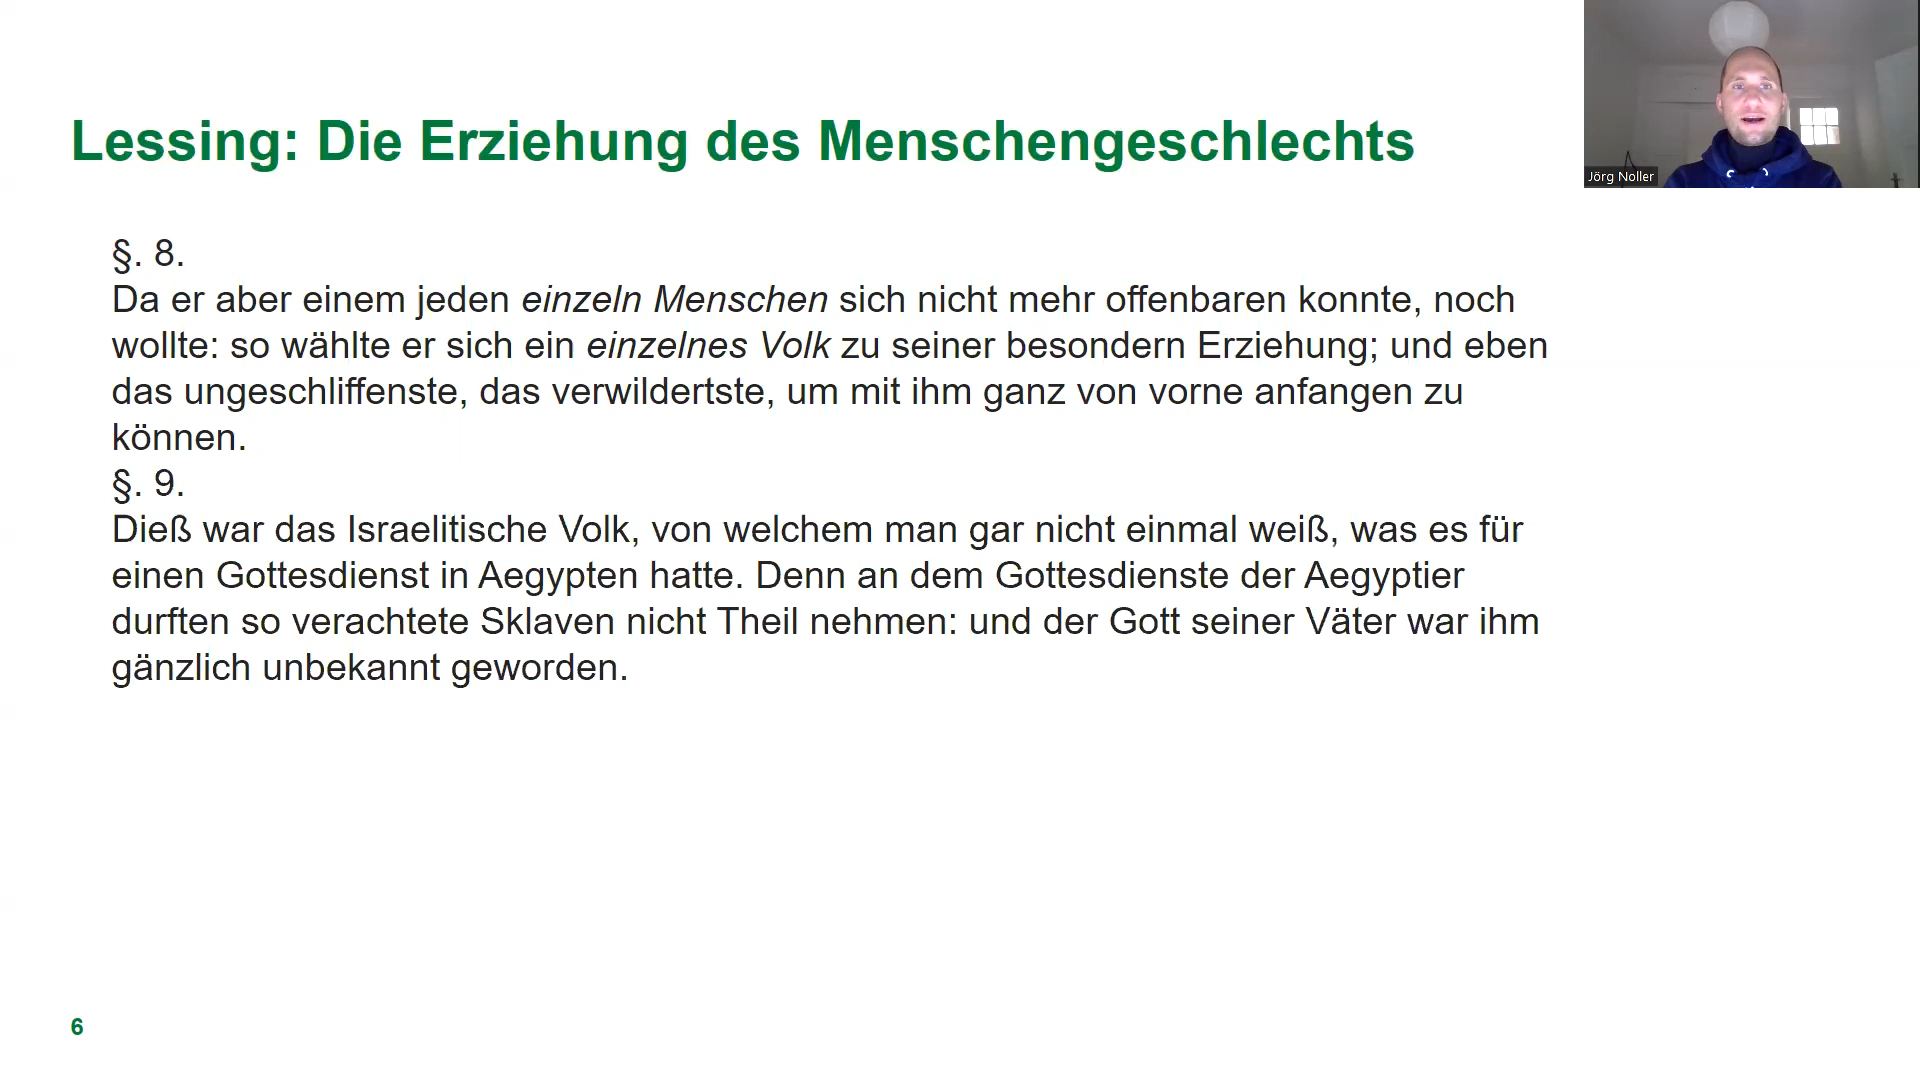 Lessing: Die Erziehung des Menschengeschlechts
Jörg Noller
§. 8.
Da er aber einem jeden einzeln Menschen sich nicht mehr offenbaren konnte, noch
wollte: so wählte er sich ein einzelnes Volk zu seiner besondern Erziehung; und eben
das ungeschliffenste, das verwildertste, um mit ihm ganz von vorne anfangen zu
können.
§. 9.
Dieß war das Israelitische Volk, von welchem man gar nicht einmal weiß, was es für
einen Gottesdienst in Aegypten hatte. Denn an dem Gottesdienste der Aegyptier
durften so verachtete Sklaven nicht Theil nehmen: und der Gott seiner Väter war ihm
gänzlich unbekannt geworden.
6